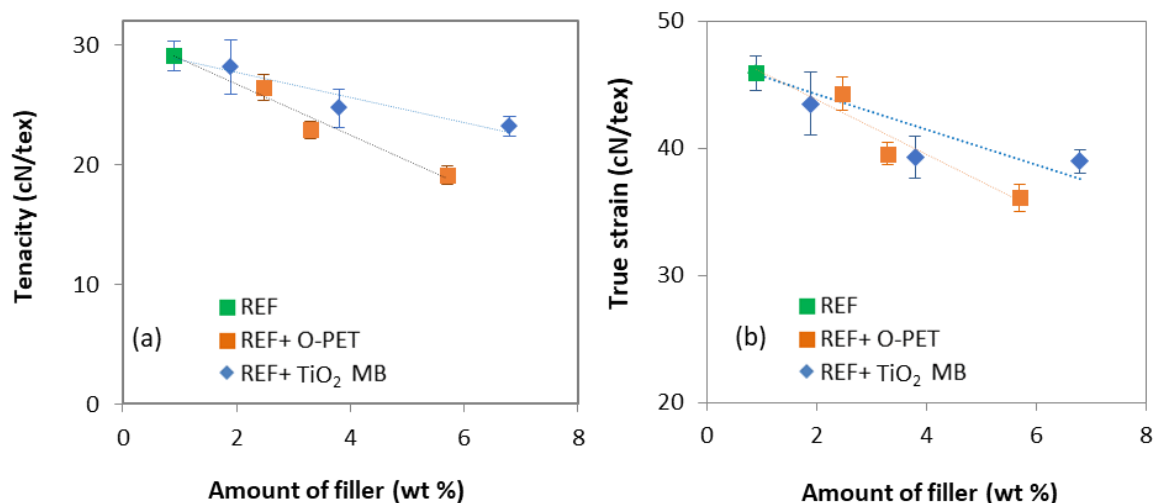 Tenacity (cN/tex)
30
20
10
0
0 2 4 6 8
Amount of filler (wt %)
(a)
REF
REF+ O-PET
REF+ TiO₂ MB
True strain (cN/tex)
50
40
30
20
0 2 4 6 8
Amount of filler (wt %)
(b)
REF
REF+ O-PET
REF+ TiO₂ MB